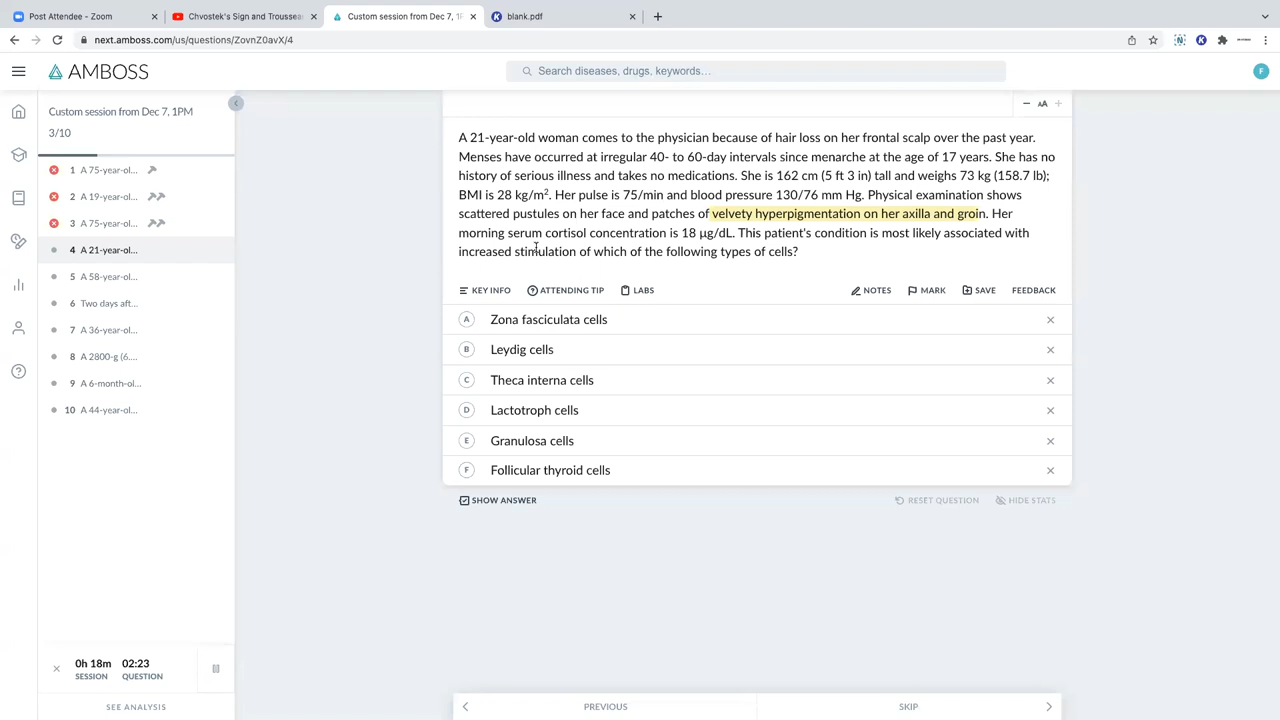 Post Attendee - Zoom
Chvostek's Sign and Troussea
Custom session from Dec 7, 1P
blank.pdf
next.amboss.com/us/questions/ZovnZ0avX/4
AMBOSS
Search diseases, drugs, keywords…
F
Custom session from Dec 7, 1PM
3/10
1 A 75-year-ol...
2 A 19-year-ol...
3 A 75-year-ol...
4 A 21-year-ol...
5 A 58-year-ol...
6 Two days aft...
7 A 36-year-ol...
8 A 2800-g (6....
9 A 6-month-ol...
10 A 44-year-ol...
0h 18m 02:23
SESSION QUESTION
SEE ANALYSIS
AA
A 21-year-old woman comes to the physician because of hair loss on her frontal scalp over the past year.
Menses have occurred at irregular 40- to 60-day intervals since menarche at the age of 17 years. She has no
history of serious illness and takes no medications. She is 162 cm (5 ft 3 in) tall and weighs 73 kg (158.7 lb);
BMI is 28 kg/m². Her pulse is 75/min and blood pressure 130/76 mm Hg. Physical examination shows
scattered pustules on her face and patches of velvety hyperpigmentation on her axilla and groin. Her
morning serum cortisol concentration is 18 μg/dL. This patient's condition is most likely associated with
increased stimulation of which of the following types of cells?
KEY INFO ATTENDING TIP LABS NOTES MARK SAVE FEEDBACK
A Zona fasciculata cells
B Leydig cells
C Theca interna cells
D Lactotroph cells
E Granulosa cells
F Follicular thyroid cells
SHOW ANSWER RESET QUESTION HIDE STATS
PREVIOUS SKIP